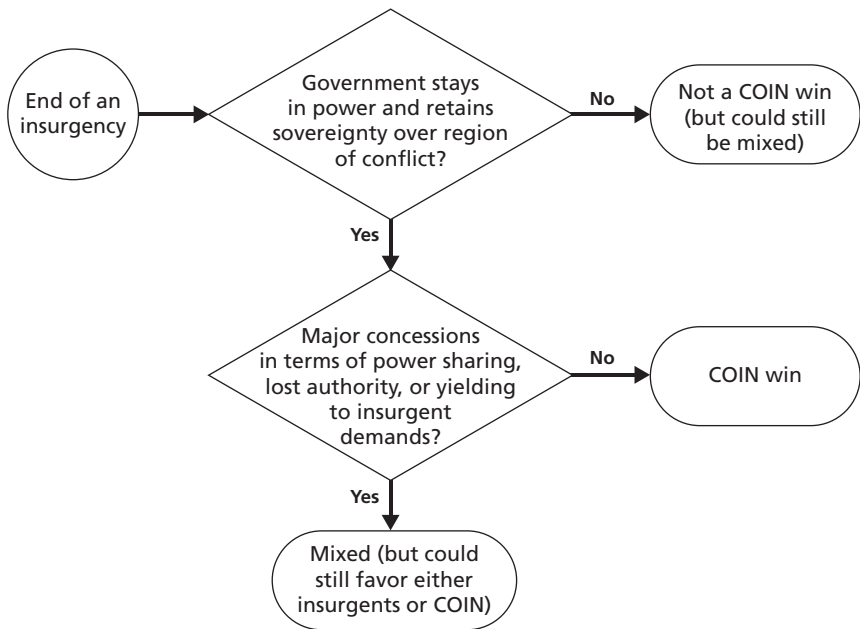 End of an
insurgency
Government stays
in power and retains
sovereignty over region
of conflict?
No
Not a COIN win
(but could still
be mixed)
Yes
Major concessions
in terms of power sharing,
lost authority, or yielding
to insurgent
demands?
No
COIN win
Yes
Mixed (but could
still favor either
insurgents or COIN)